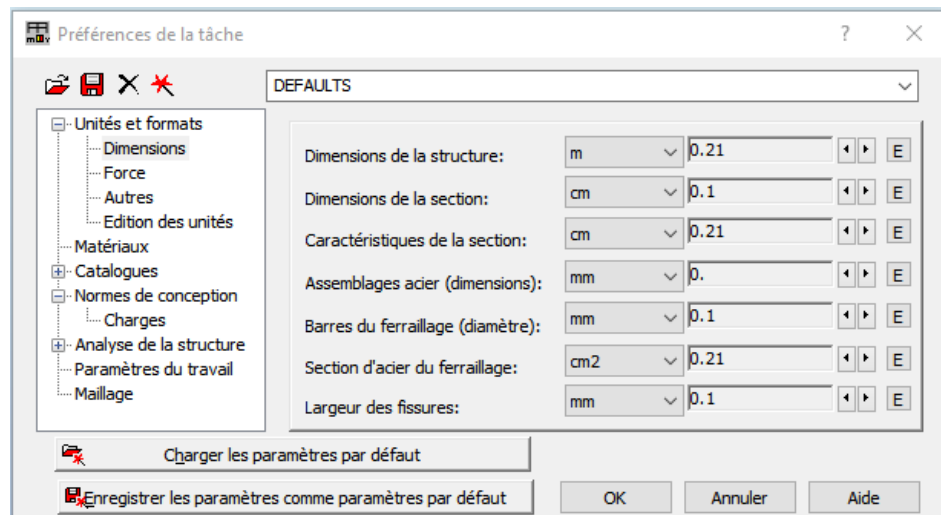 Préférences de la tâche
?
DEFAULTS
Unités et formats
Dimensions
Force
Autres
Edition des unités
Matériaux
Catalogues
Normes de conception
Charges
Analyse de la structure
Paramètres du travail
Maillage
Dimensions de la structure: m 0.21 E
Dimensions de la section: cm 0.1 E
Caractéristiques de la section: cm 0.21 E
Assemblages acier (dimensions): mm 0. E
Barres du ferraillage (diamètre): mm 0.1 E
Section d'acier du ferraillage: cm2 0.21 E
Largeur des fissures: mm 0.1 E
Charger les paramètres par défaut
Enregistrer les paramètres comme paramètres par défaut
OK Annuler Aide